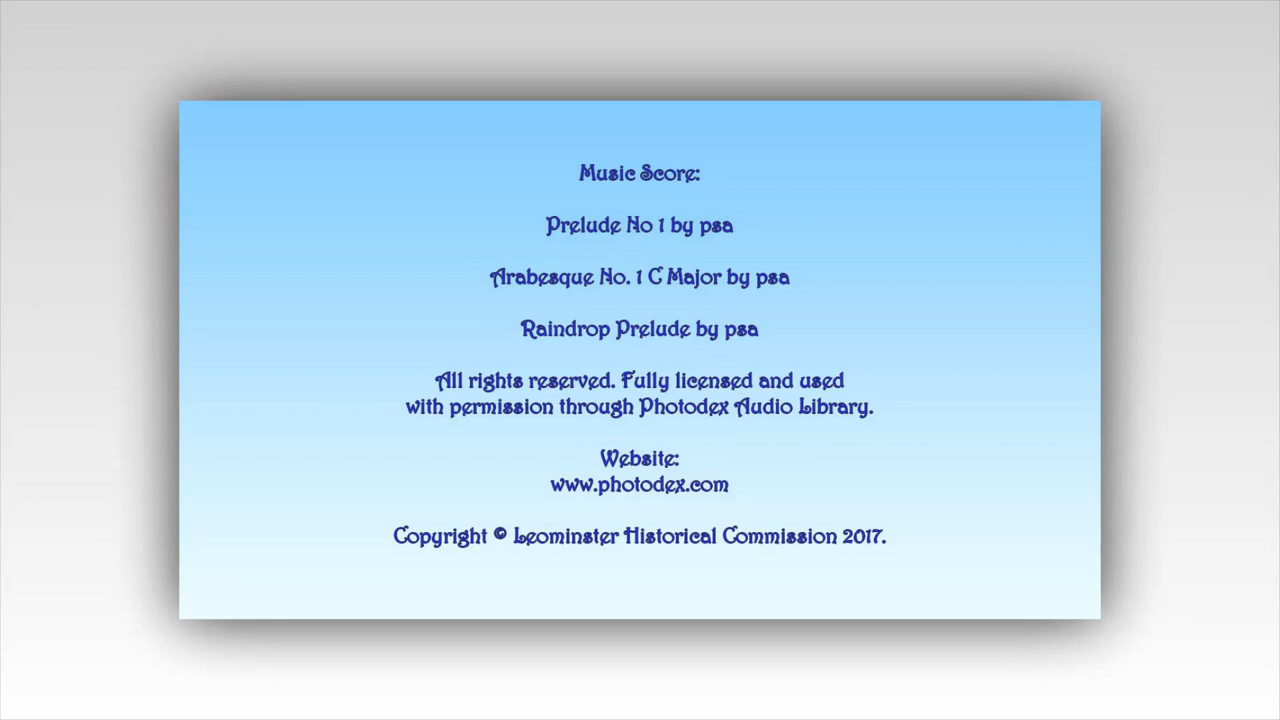 Music Score:
Prelude No 1 by psa
Arabesque No. 1 C Major by psa
Raindrop Prelude by psa
All rights reserved. Fully licensed and used
with permission through Photodex Audio Library.
Website:
www.photodex.com
Copyright © Leominster Historical Commission 2017.